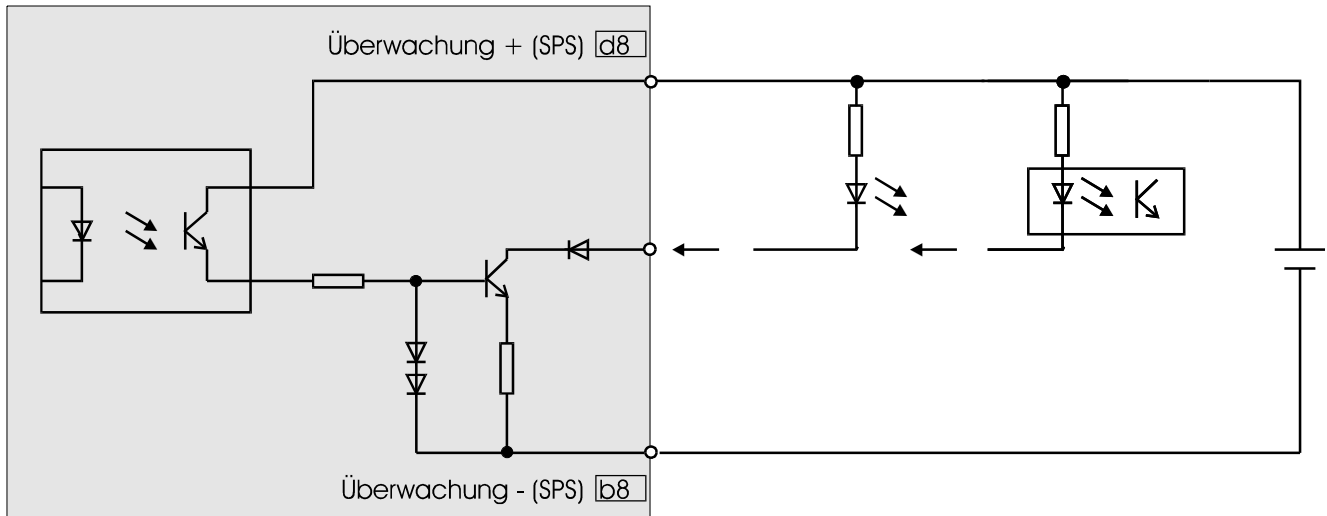 Überwachung + (SPS) d8
Überwachung - (SPS) b8